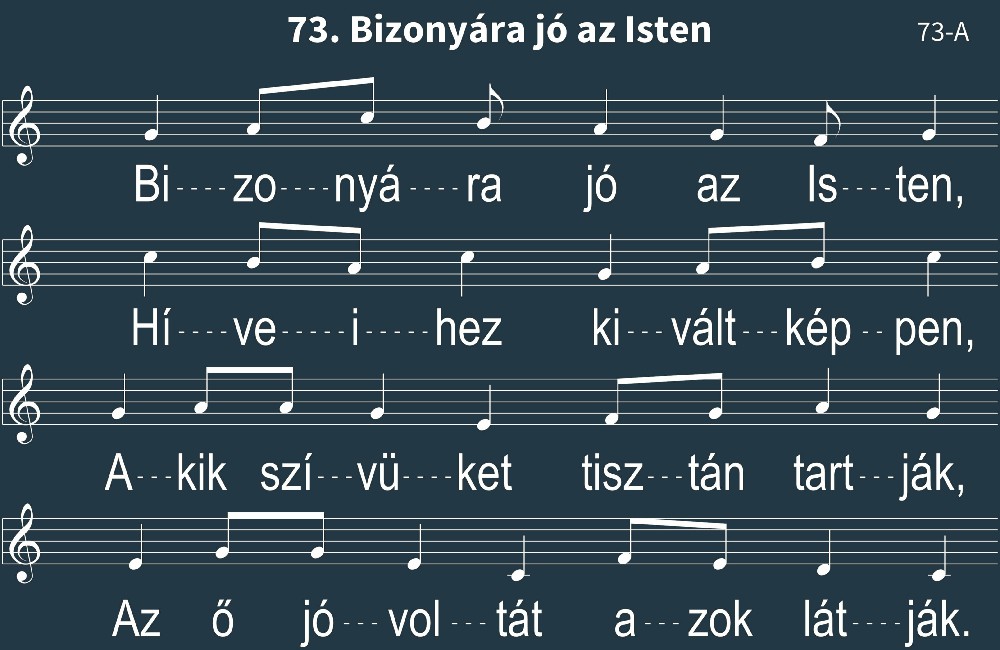 73. Bizonyára jó az Isten
73-A
Bi----zo----nyá----ra jó az Is----ten,
Hí----ve-----i-----hez ki---vált---kép--pen,
A---kik szí---vü----ket tisz---tán tart---ják,
Az ő jó---vol---tát a---zok lát----ják.